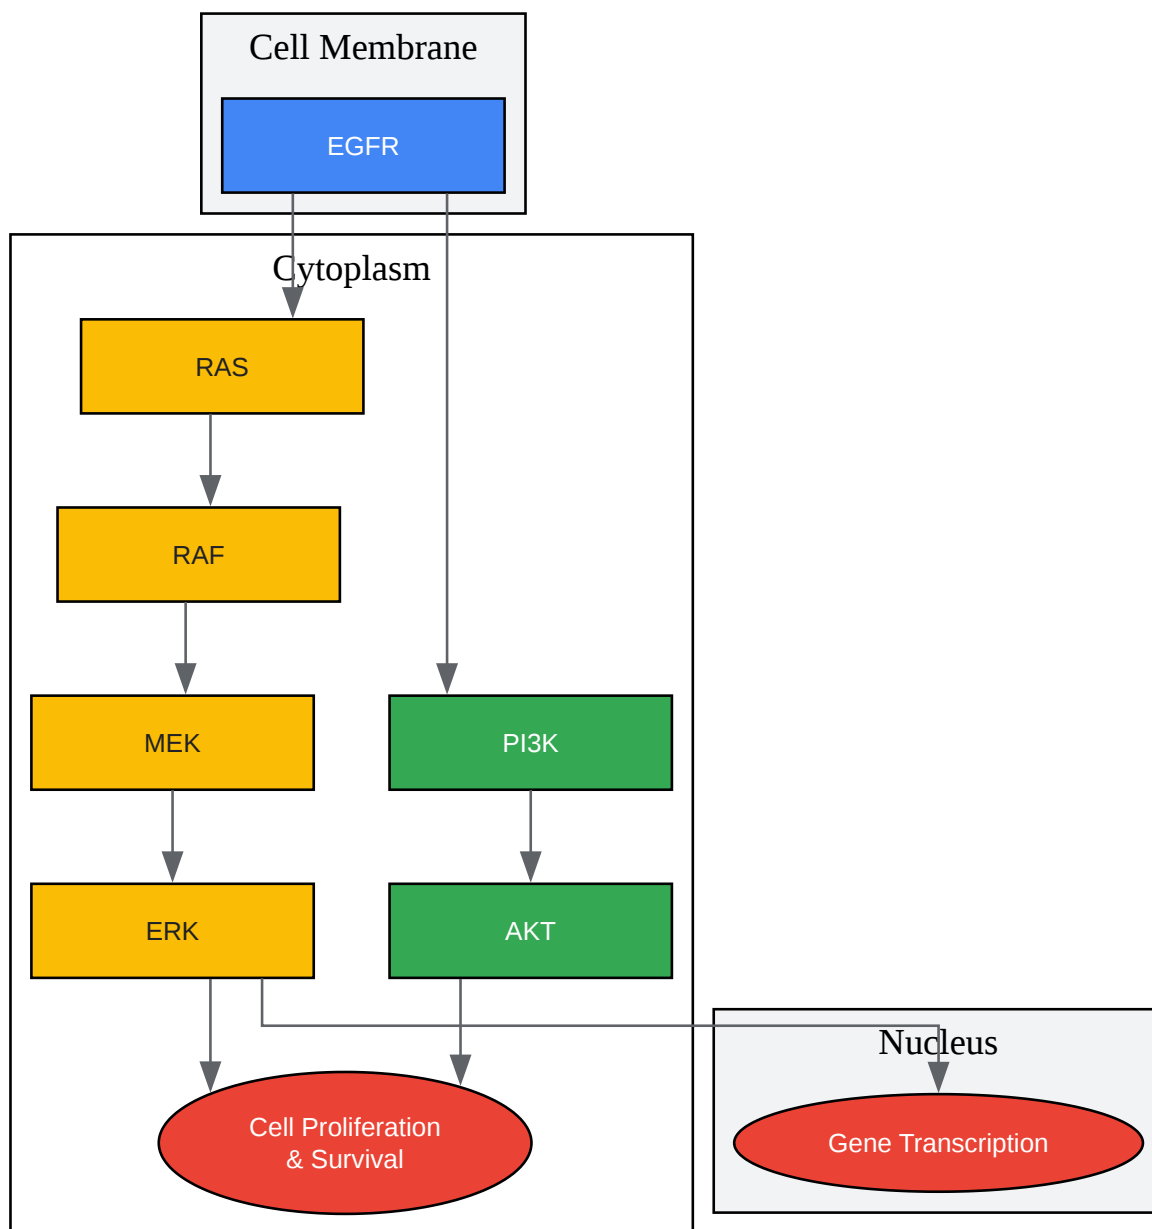 Cell Membrane
EGFR
Cytoplasm
RAS
RAF
MEK
PI3K
ERK
AKT
Nucleus
Cell Proliferation
& Survival
Gene Transcription